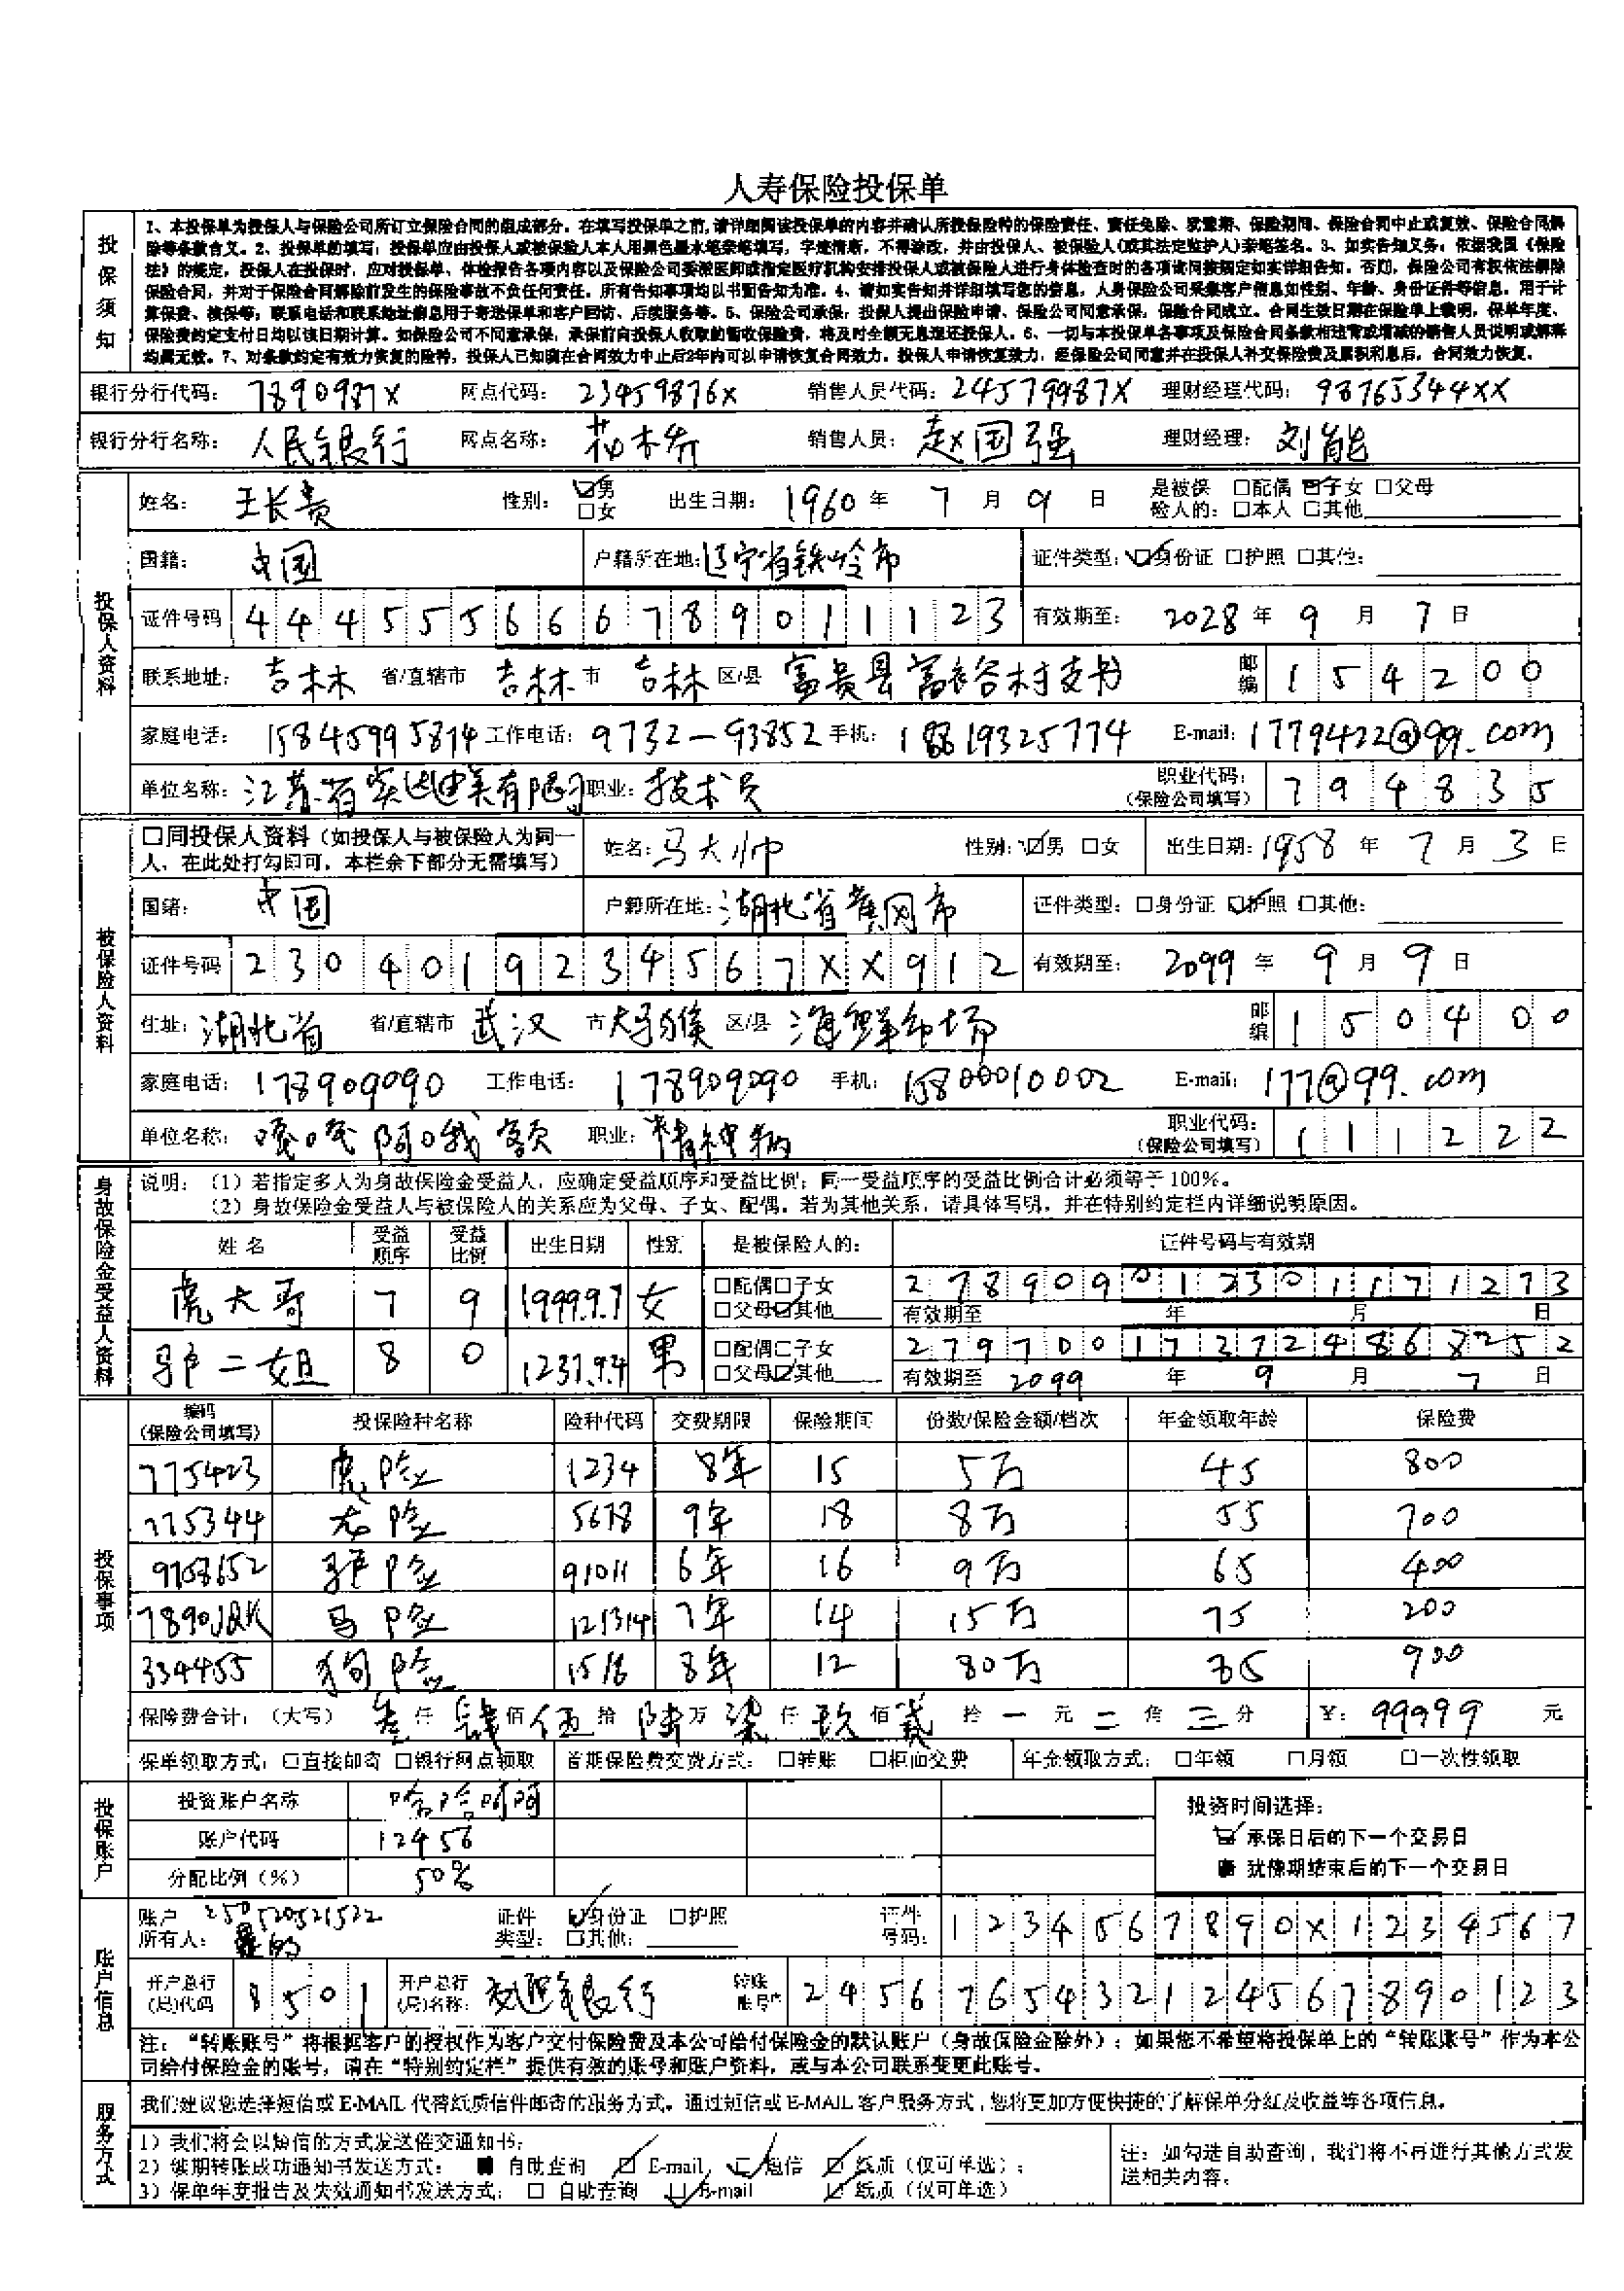 人寿保险投保单
投保须知
1、本投保单为投保人与保险公司所订立保险合同的组成部分。在填写投保单之前,请详细阅读投保单的内容并确认所投保险种的保险责任、责任免除、犹豫期、保险期间、保险合同中止或复效、保险合同解
除等条款含义。2、投保单的填写：投保单应由投保人或被保险人本人用黑色墨水笔亲笔填写，字迹清晰，不得涂改，并由投保人、被保险人(或其法定监护人)亲笔签名。3、如实告知义务：依据我国《保险
法》的规定，投保人在投保时，应对投保单、体检报告各项内容以及保险公司委派医师或指定医疗机构安排投保人或被保险人进行身体检查时的各项询问按规定如实详细告知。否则，保险公司有权依法解除
保险合同，并对于保险合同解除前发生的保险事故不负任何责任。所有告知事项均以书面告知为准。4、请如实告知并详细填写您的信息，人身保险公司采集客户信息如性别、年龄、身份证件等信息，用于计
算保费、核保等；联系电话和联系地址信息用于寄送保单和客户回访、后续服务等。5、保险公司承保：投保人提出保险申请、保险公司同意承保，保险合同成立。合同生效日期在保险单上载明，保单年度、
保险费约定支付日均以该日期计算。如保险公司不同意承保，承保前向投保人收取的暂收保险费，将及时全额无息退还投保人。6、一切与本投保单各事项及保险合同条款相违背或增减的销售人员说明或解释
均属无效。7、对条款约定有效力恢复的险种，投保人已知晓在合同效力中止后2年内可以申请恢复合同效力。投保人申请恢复效力，经保险公司同意并在投保人补交保险费及累积利息后，合同效力恢复。
银行分行代码： 7890987X 网点代码： 23459876X 销售人员代码： 24579987X 理财经理代码： 98765344XX
银行分行名称： 人民银行 网点名称： 销售人员： 赵国强 理财经理： 刘能
投保人资料
姓名： 王长贵 性别： ☑男 □女 出生日期： 1960 年 7 月 9 日 是被保险人的： □配偶 ☑子女 □父母 □本人 □其他
国籍： 中国 户籍所在地: 辽宁省铁岭市 证件类型: ☑身份证 □护照 □其他:
证件号码 444555666789011123 有效期至： 2028 年 9 月 7 日
联系地址： 吉林 省/直辖市 吉林 市 吉林 区/县 富贵县富裕村支书 邮编 154200
家庭电话： 15845995874 工作电话： 9732-93852 手机： 18819325774 E-mail: 1779422@qq.com
单位名称： 职业： 技术员 职业代码：（保险公司填写） 794835
被保险人资料
□同投保人资料（如投保人与被保险人为同一
人，在此处打勾即可，本栏余下部分无需填写）
姓名: 马大帅 性别: ☑男 □女 出生日期: 1958 年 7 月 3 日
国籍： 中国 户籍所在地: 湖北省黄冈市 证件类型: □身份证 ☑护照 □其他:
证件号码 2304019234567XX912 有效期至： 2099 年 9 月 9 日
住址： 湖北省 省/直辖市 武汉 市 区/县 海鲜市场 邮编 150400
家庭电话： 178909090 工作电话： 178909090 手机： 15800010002 E-mail: 177@qq.com
单位名称： 职业： 精神病 职业代码：（保险公司填写） 111222
身故保险金受益人资料
说明：（1）若指定多人为身故保险金受益人，应确定受益顺序和受益比例；同一受益顺序的受益比例合计必须等于 100%。
（2）身故保险金受益人与被保险人的关系应为父母、子女、配偶。若为其他关系，请具体写明，并在特别约定栏内详细说明原因。
姓 名 受益顺序 受益比例 出生日期 性别 是被保险人的: 证件号码与有效期
虎大哥 7 9 1999.9.7 女 □配偶□子女 □父母☑其他 278909012301171273
有效期至 年 月 日
驴二姐 8 0 1237.9.4 男 □配偶□子女 □父母☑其他 279700173724868252
有效期至 2099 年 9 月 7 日
投保事项
编码（保险公司填写） 投保险种名称 险种代码 交费期限 保险期间 份数/保险金额/档次 年金领取年龄 保险费
775423 虎险 1234 8年 15 5万 45 800
775344 龙险 5678 9年 18 8万 55 700
9768652 驴险 91011 6年 16 9万 65 400
马险 121314 7年 14 15万 75 200
334455 狗险 1516 8年 12 80万 900
保险费合计：（大写） 仟 佰 伍 拾 陆 万 柒 仟 玖 佰 贰 拾 一 元 二 角 三 分 ¥: 99999 元
保单领取方式: □直接邮寄 □银行网点领取 首期保险费交费方式: □转账 □柜面交费 年金领取方式: □年领 □月领 □一次性领取
投保账户
投资账户名称 哈哈呵呵
账户代码 12456
分配比例（%） 50%
投资时间选择:
☑ 承保日后的下一个交易日
■ 犹豫期结束后的下一个交易日
账户信息
账户所有人: 250520521522 证件类型: ☑身份证 □护照 □其他: 证件号码: 1234567890X1234567
开户总行(局)代码 8501 开户总行(局)名称: 交通银行 转账账号 2456765432124567890123
注： “转账账号”将根据客户的授权作为客户交付保险费及本公司给付保险金的默认账户（身故保险金除外）；如果您不希望将投保单上的“转账账号”作为本公
司给付保险金的账号，请在“特别约定栏”提供有效的账号和账户资料，或与本公司联系变更此账号。
服务方式
我们建议您选择短信或 E-MAIL 代替纸质信件邮寄的服务方式。通过短信或 E-MAIL 客户服务方式，您将更加方便快捷的了解保单分红及收益等各项信息。
1）我们将会以短信的方式发送催交通知书;
2）续期转账成功通知书发送方式： ■ 自助查询 ☑ E-mail ☑ 短信 ☑ 纸质（仅可单选）;
3）保单年度报告及失效通知书发送方式: □ 自助查询 ☑ E-mail ☑ 纸质（仅可单选）
注：如勾选自助查询，我们将不再进行其他方式发
送相关内容。